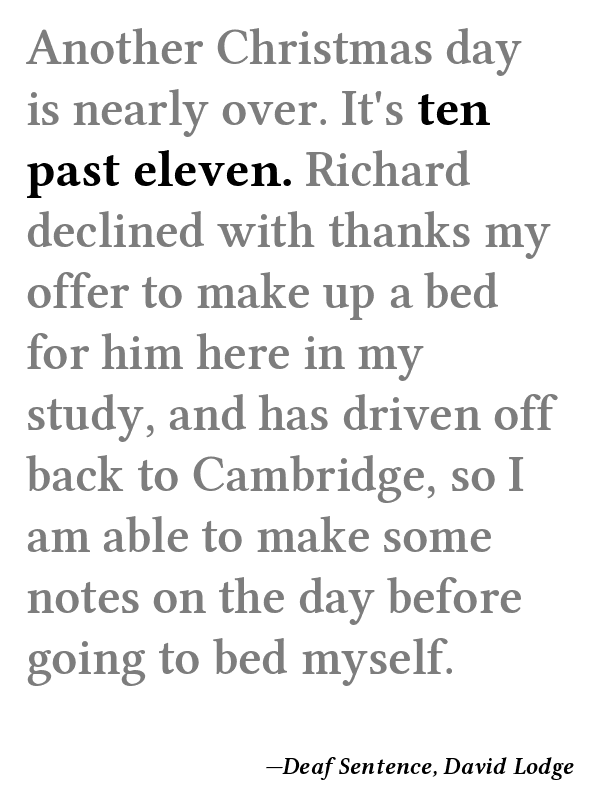 Another Christmas day
is nearly over. It's ten
past eleven. Richard
declined with thanks my
offer to make up a bed
for him here in my
study, and has driven off
back to Cambridge, so I
am able to make some
notes on the day before
going to bed myself.
—Deaf Sentence, David Lodge